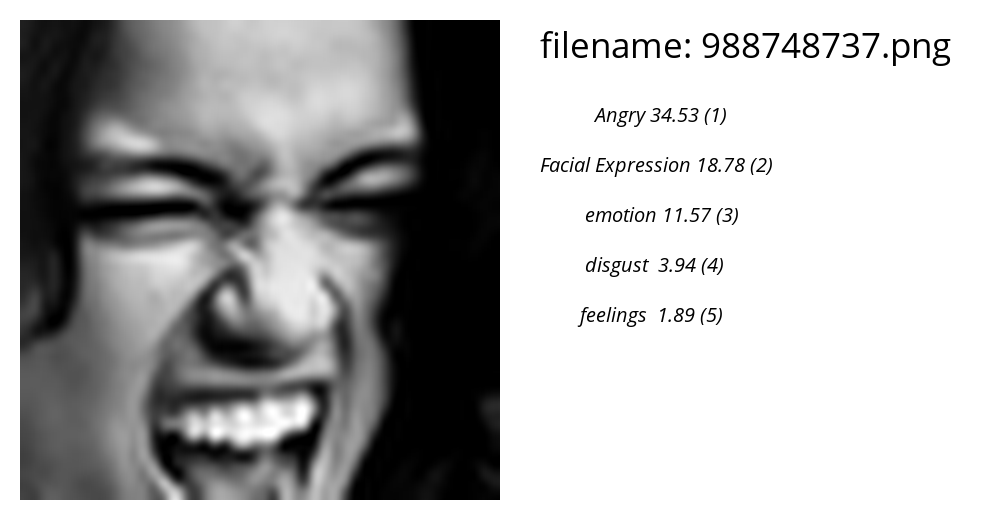 filename: 988748737.png
Angry 34.53 (1)
Facial Expression 18.78 (2)
emotion 11.57 (3)
disgust 3.94 (4)
feelings 1.89 (5)